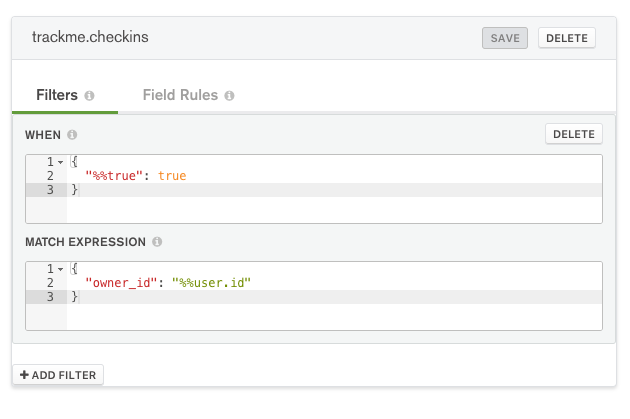 trackme.checkins
SAVE
DELETE
Filters
Field Rules
WHEN
DELETE
1 {
2 "%%true": true
3 }
MATCH EXPRESSION
1 {
2 "owner_id": "%%user.id"
3 }
+ ADD FILTER